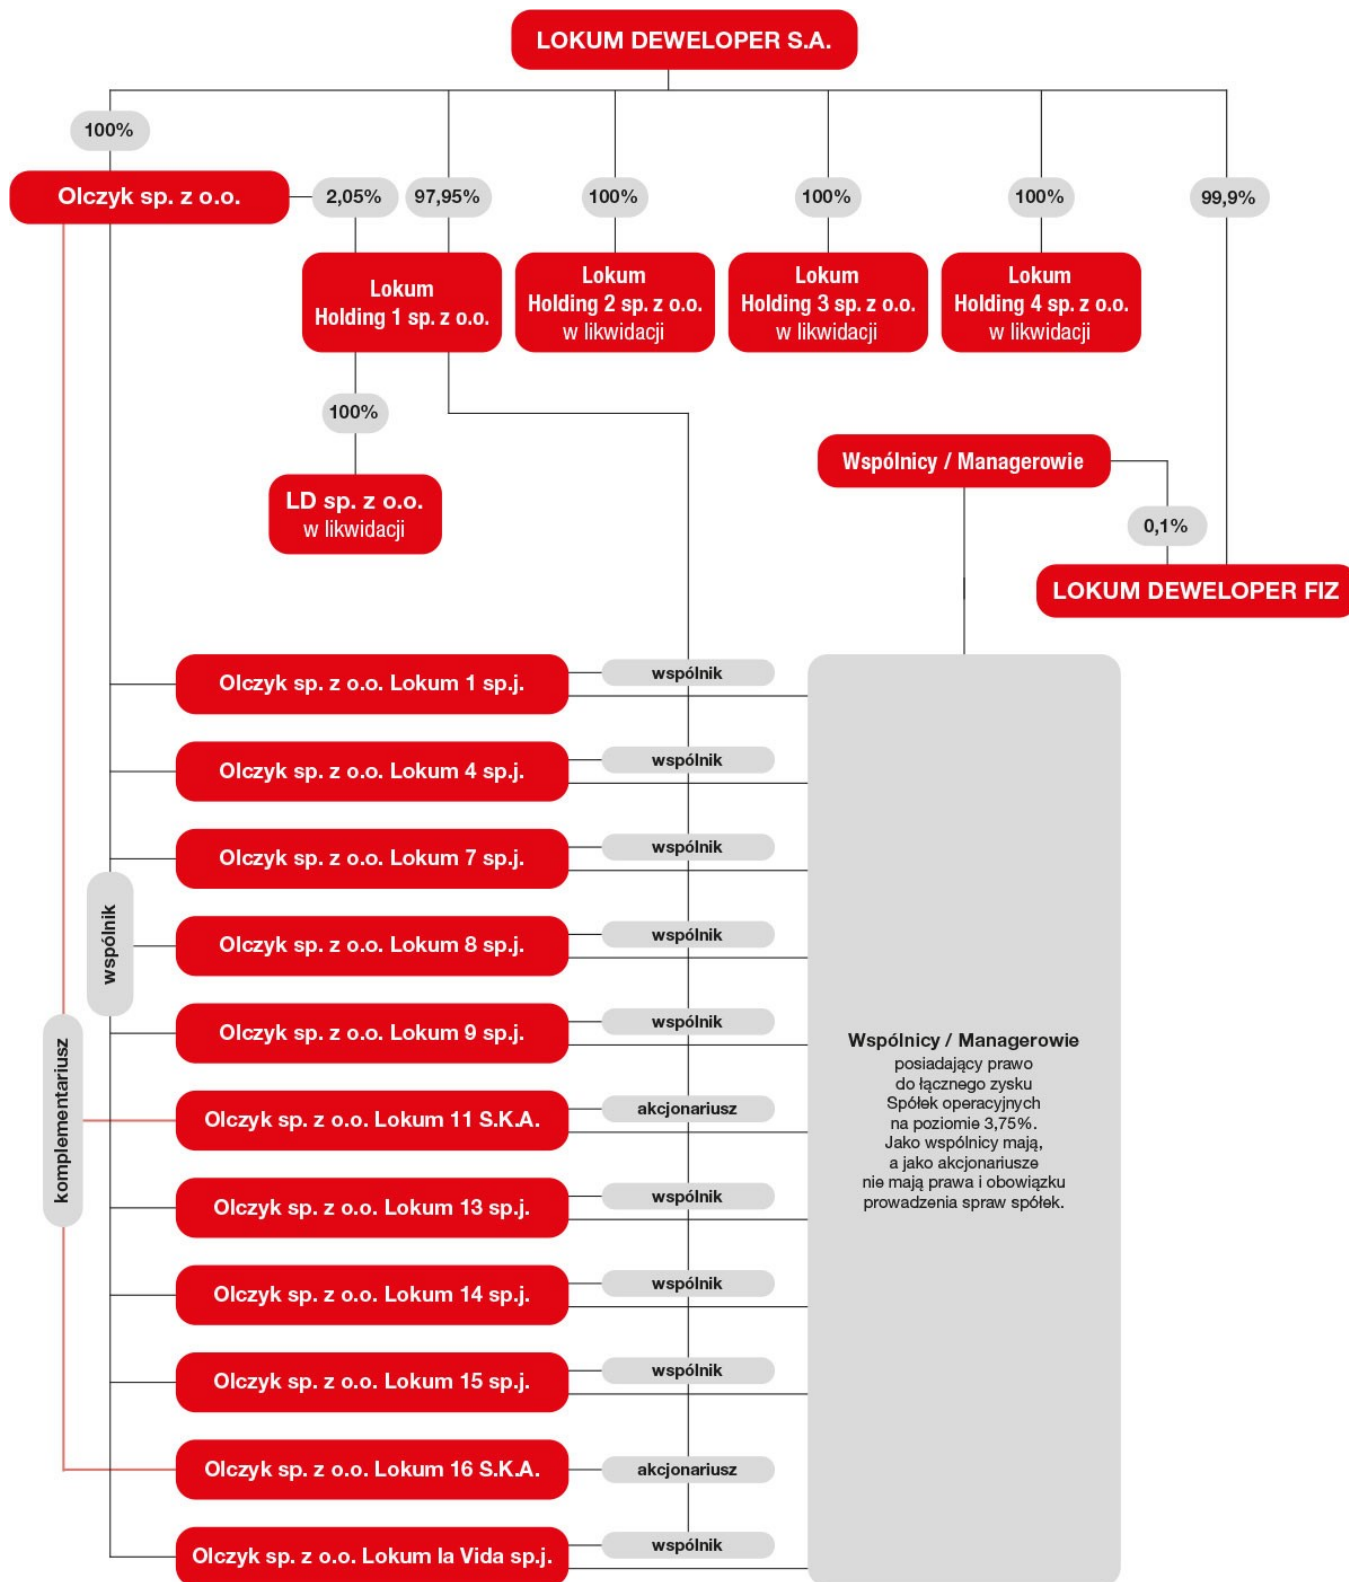 LOKUM DEWELOPER S.A.
100%
Olczyk sp. z o.o.
2,05%
97,95%
100%
100%
100%
99,9%
Lokum
Holding 1 sp. z o.o.
Lokum
Holding 2 sp. z o.o.
w likwidacji
Lokum
Holding 3 sp. z o.o.
w likwidacji
Lokum
Holding 4 sp. z o.o.
w likwidacji
100%
LD sp. z o.o.
w likwidacji
Wspólnicy / Managerowie
0,1%
LOKUM DEWELOPER FIZ
Olczyk sp. z o.o. Lokum 1 sp.j.
wspólnik
Olczyk sp. z o.o. Lokum 4 sp.j.
wspólnik
Olczyk sp. z o.o. Lokum 7 sp.j.
wspólnik
wspólnik
Olczyk sp. z o.o. Lokum 8 sp.j.
wspólnik
Olczyk sp. z o.o. Lokum 9 sp.j.
wspólnik
komplementariusz
Olczyk sp. z o.o. Lokum 11 S.K.A.
akcjonariusz
Olczyk sp. z o.o. Lokum 13 sp.j.
wspólnik
Olczyk sp. z o.o. Lokum 14 sp.j.
wspólnik
Olczyk sp. z o.o. Lokum 15 sp.j.
wspólnik
Olczyk sp. z o.o. Lokum 16 S.K.A.
akcjonariusz
Olczyk sp. z o.o. Lokum la Vida sp.j.
wspólnik
Wspólnicy / Managerowie
posiadający prawo
do łącznego zysku
Spółek operacyjnych
na poziomie 3,75%.
Jako wspólnicy mają,
a jako akcjonariusze
nie mają prawa i obowiązku
prowadzenia spraw spółek.